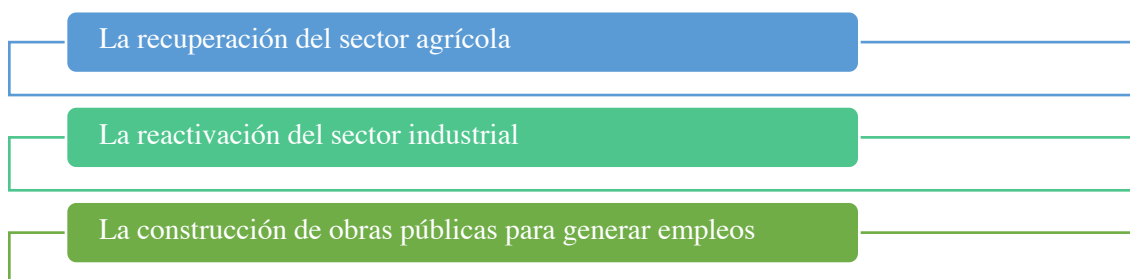 La recuperación del sector agrícola
La reactivación del sector industrial
La construcción de obras públicas para generar empleos